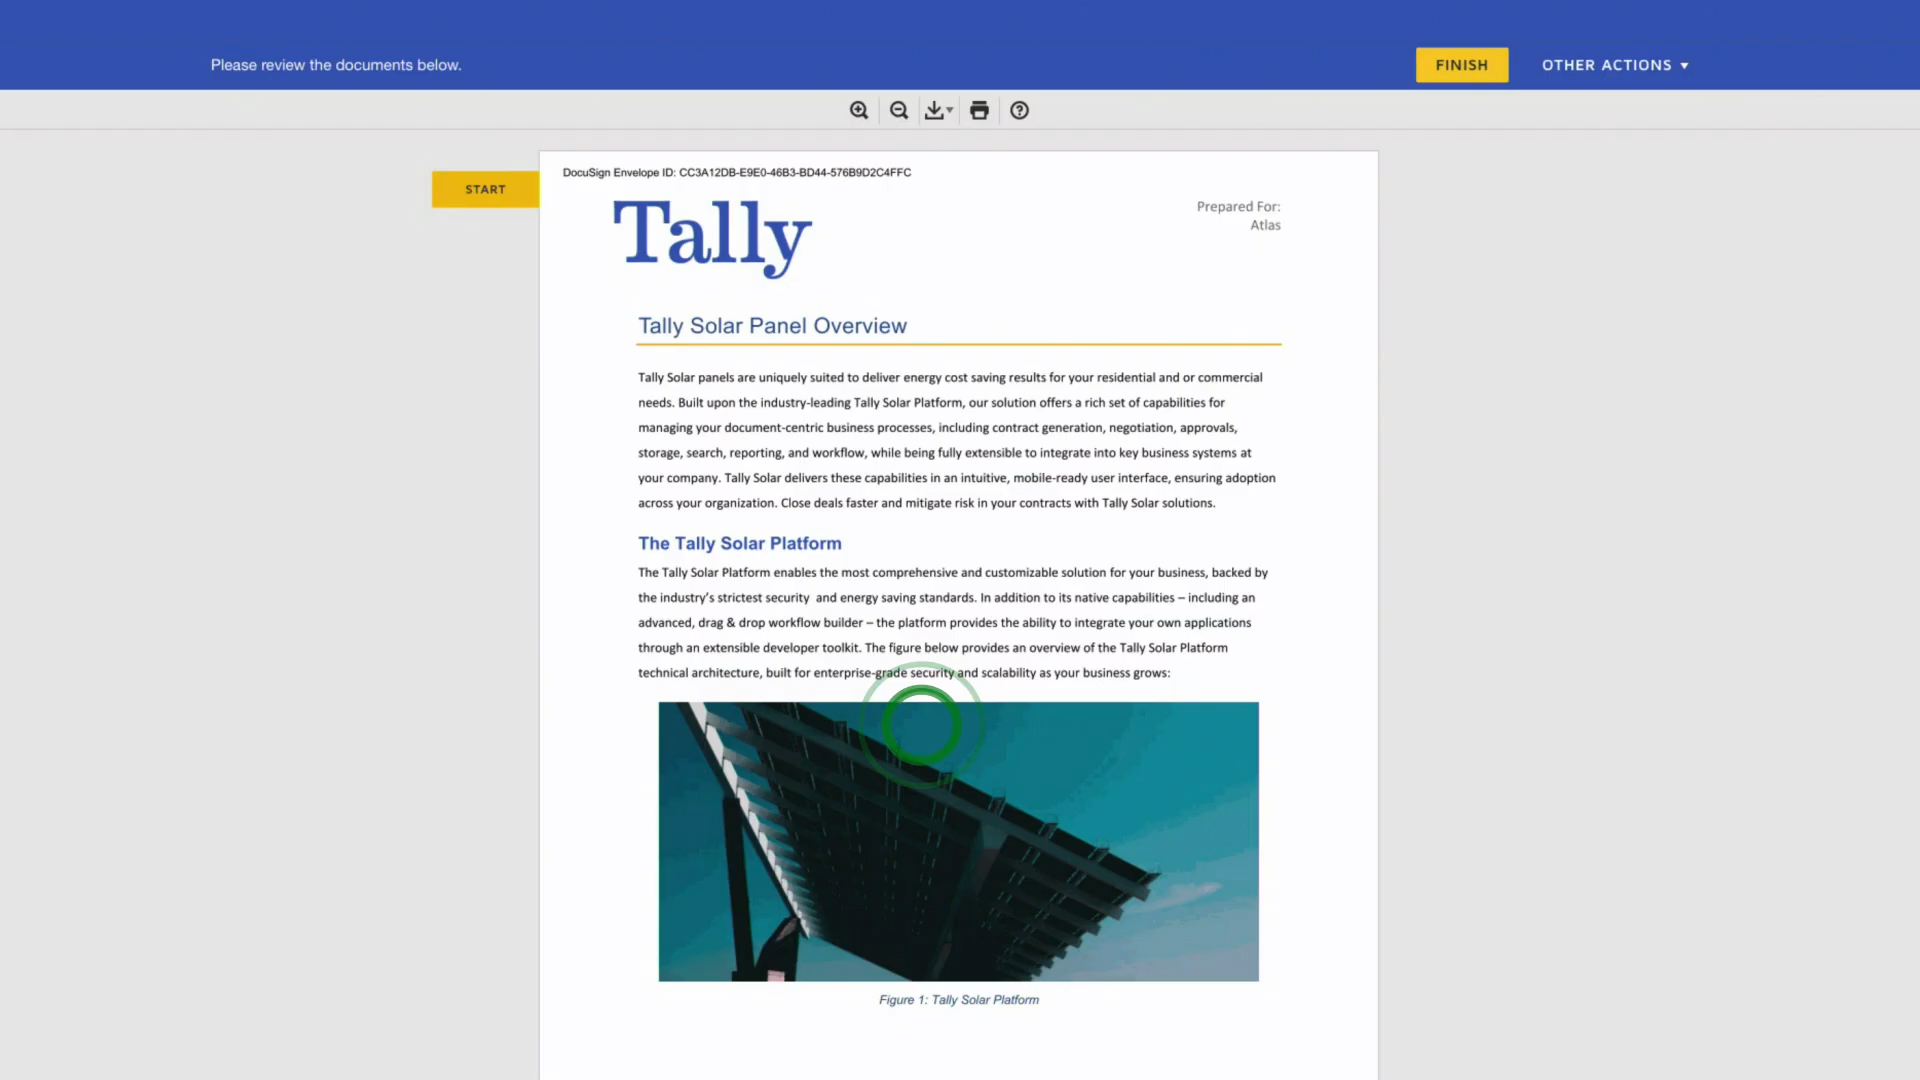 Please review the documents below.
FINISH
OTHER ACTIONS
START
DocuSign Envelope ID: CC3A12DB-E9E0-46B3-BD44-576B9D2C4FFC
Tally
Prepared For:
Atlas
Tally Solar Panel Overview
Tally Solar panels are uniquely suited to deliver energy cost saving results for your residential and or commercial
needs. Built upon the industry-leading Tally Solar Platform, our solution offers a rich set of capabilities for
managing your document-centric business processes, including contract generation, negotiation, approvals,
storage, search, reporting, and workflow, while being fully extensible to integrate into key business systems at
your company. Tally Solar delivers these capabilities in an intuitive, mobile-ready user interface, ensuring adoption
across your organization. Close deals faster and mitigate risk in your contracts with Tally Solar solutions.
The Tally Solar Platform
The Tally Solar Platform enables the most comprehensive and customizable solution for your business, backed by
the industry’s strictest security and energy saving standards. In addition to its native capabilities – including an
advanced, drag & drop workflow builder – the platform provides the ability to integrate your own applications
through an extensible developer toolkit. The figure below provides an overview of the Tally Solar Platform
technical architecture, built for enterprise-grade security and scalability as your business grows:
Figure 1: Tally Solar Platform